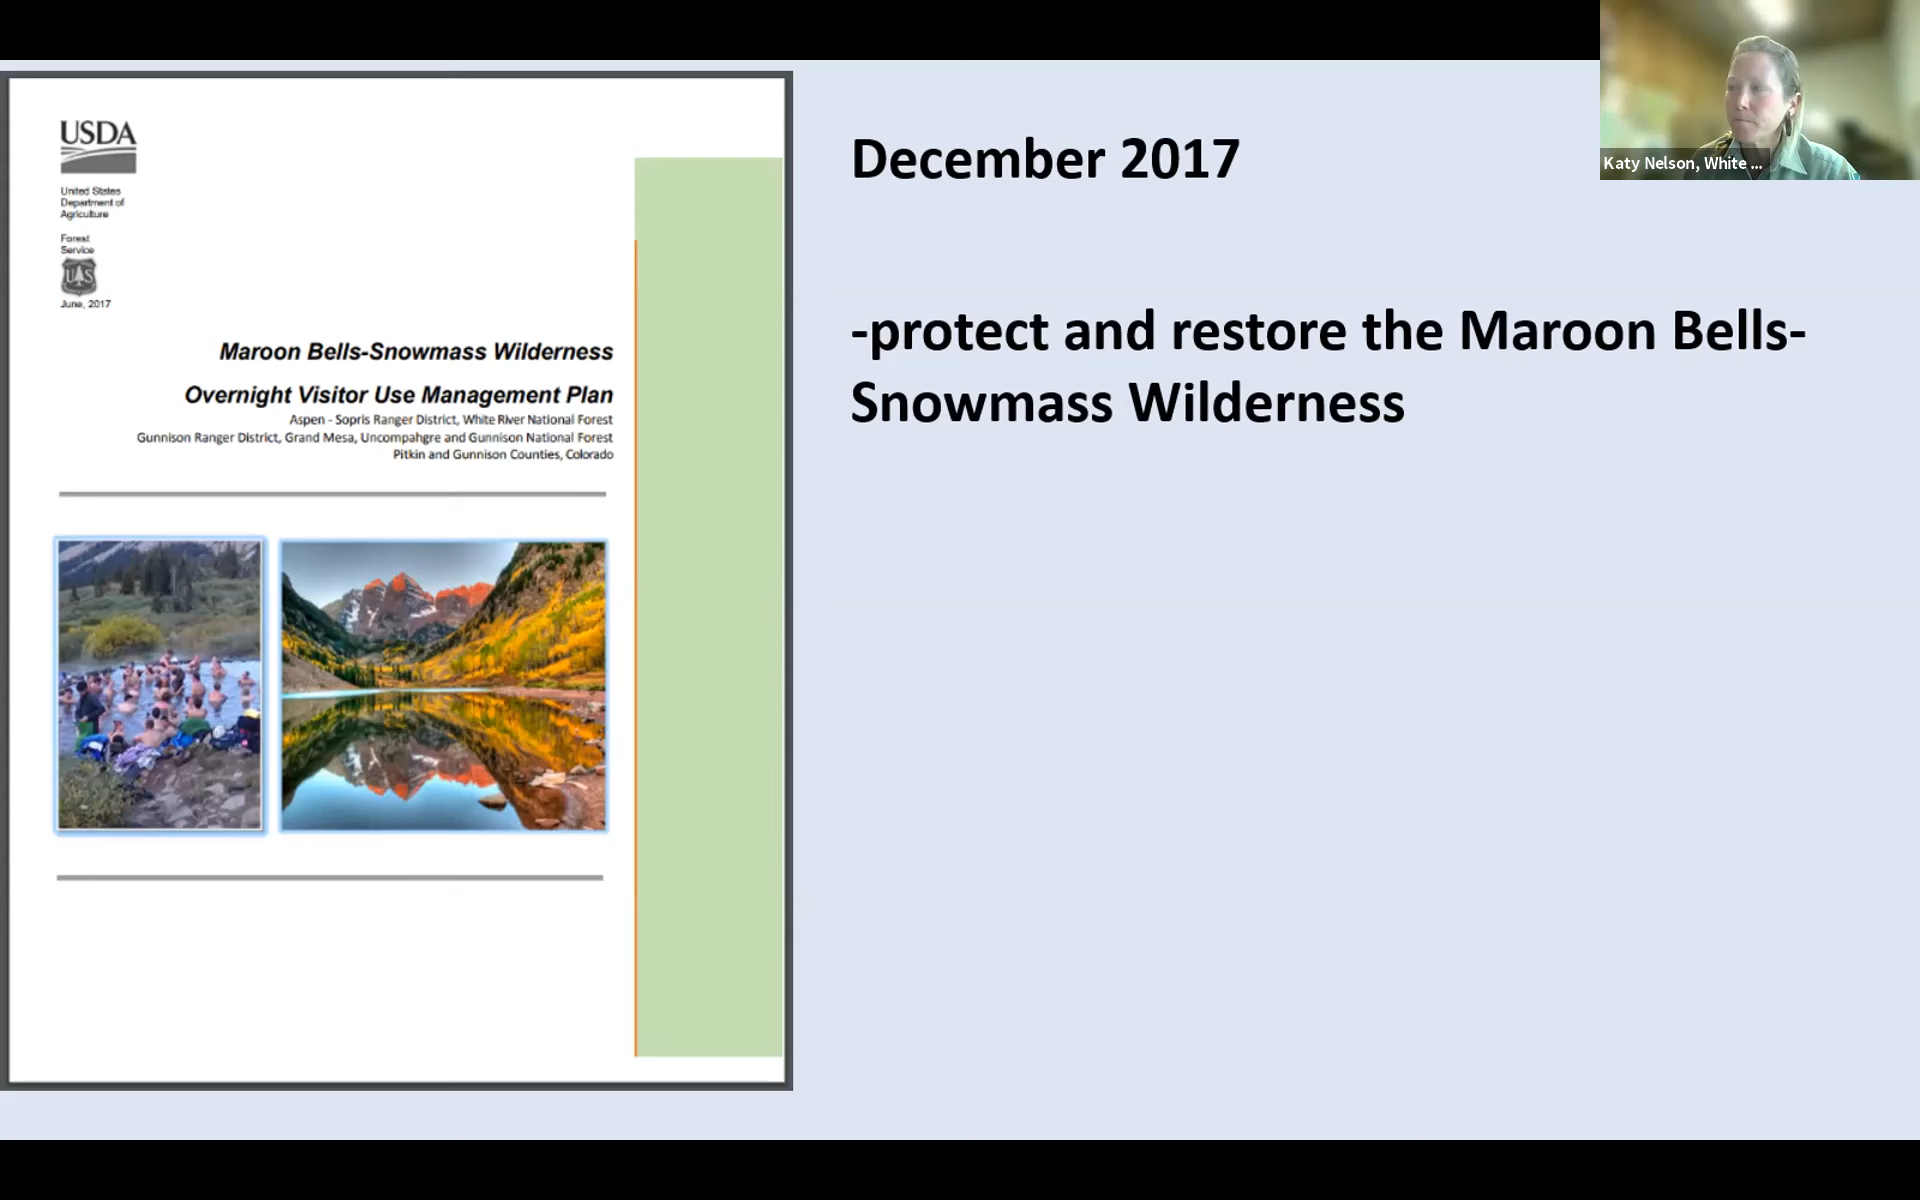 USDA
United States
Department of
Agriculture
Forest
Service
U S
June, 2017
Maroon Bells-Snowmass Wilderness
Overnight Visitor Use Management Plan
Aspen - Sopris Ranger District, White River National Forest
Gunnison Ranger District, Grand Mesa, Uncompahgre and Gunnison National Forest
Pitkin and Gunnison Counties, Colorado
December 2017
-protect and restore the Maroon Bells-
Snowmass Wilderness
Katy Nelson, White ...